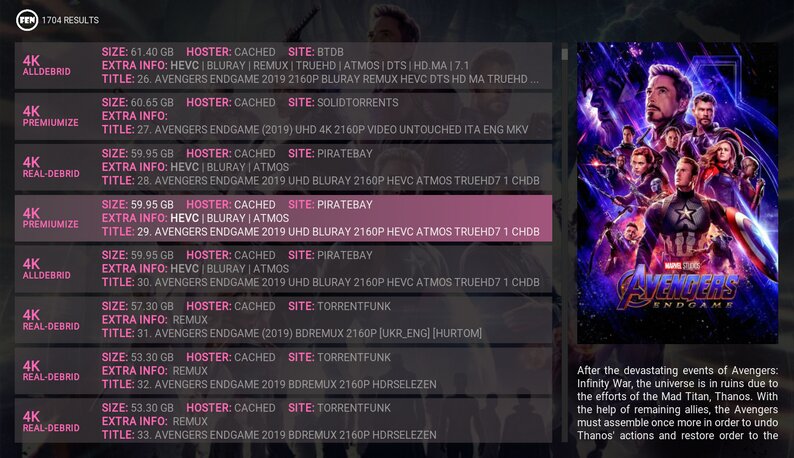 FEN 1704 RESULTS
4K
ALLDEBRID
SIZE: 61.40 GB HOSTER: CACHED SITE: BTDB
EXTRA INFO: HEVC | BLURAY | REMUX | TRUEHD | ATMOS | DTS | HD.MA | 7.1
TITLE: 26. AVENGERS ENDGAME 2019 2160P BLURAY REMUX HEVC DTS HD MA TRUEHD ...
4K
PREMIUMIZE
SIZE: 60.65 GB HOSTER: CACHED SITE: SOLIDTORRENTS
EXTRA INFO:
TITLE: 27. AVENGERS ENDGAME (2019) UHD 4K 2160P VIDEO UNTOUCHED ITA ENG MKV
4K
REAL-DEBRID
SIZE: 59.95 GB HOSTER: CACHED SITE: PIRATEBAY
EXTRA INFO: HEVC | BLURAY | ATMOS
TITLE: 28. AVENGERS ENDGAME 2019 UHD BLURAY 2160P HEVC ATMOS TRUEHD7 1 CHDB
4K
PREMIUMIZE
SIZE: 59.95 GB HOSTER: CACHED SITE: PIRATEBAY
EXTRA INFO: HEVC | BLURAY | ATMOS
TITLE: 29. AVENGERS ENDGAME 2019 UHD BLURAY 2160P HEVC ATMOS TRUEHD7 1 CHDB
4K
ALLDEBRID
SIZE: 59.95 GB HOSTER: CACHED SITE: PIRATEBAY
EXTRA INFO: HEVC | BLURAY | ATMOS
TITLE: 30. AVENGERS ENDGAME 2019 UHD BLURAY 2160P HEVC ATMOS TRUEHD7 1 CHDB
4K
REAL-DEBRID
SIZE: 57.30 GB HOSTER: CACHED SITE: TORRENTFUNK
EXTRA INFO: REMUX
TITLE: 31. AVENGERS ENDGAME (2019) BDREMUX 2160P [UKR_ENG] [HURTOM]
4K
REAL-DEBRID
SIZE: 53.30 GB HOSTER: CACHED SITE: TORRENTFUNK
EXTRA INFO: REMUX
TITLE: 32. AVENGERS ENDGAME 2019 BDREMUX 2160P HDRSELEZEN
4K
REAL-DEBRID
SIZE: 53.30 GB HOSTER: CACHED SITE: TORRENTFUNK
EXTRA INFO: REMUX
TITLE: 33. AVENGERS ENDGAME 2019 BDREMUX 2160P HDRSELEZEN
MARVEL STUDIOS
AVENGERS
ENDGAME
After the devastating events of Avengers:
Infinity War, the universe is in ruins due to
the efforts of the Mad Titan, Thanos. With
the help of remaining allies, the Avengers
must assemble once more in order to undo
Thanos' actions and restore order to the